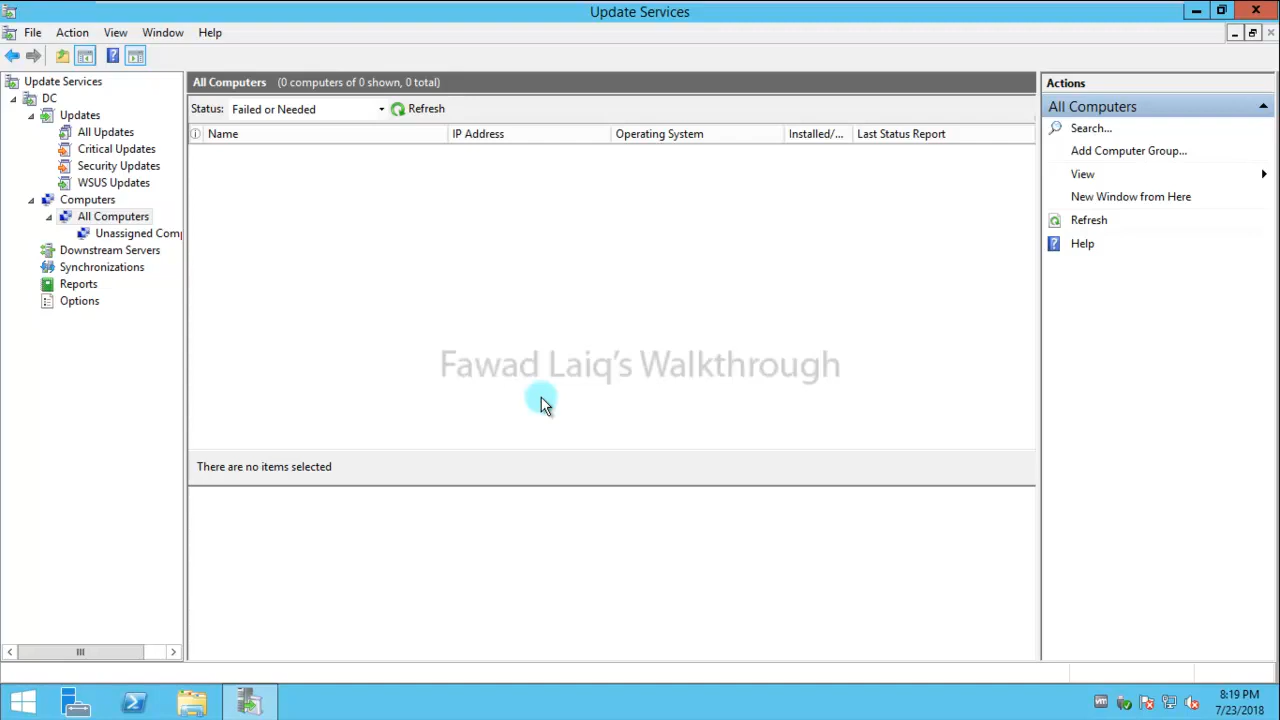 Update Services
File Action View Window Help
Update Services
DC
Updates
All Updates
Critical Updates
Security Updates
WSUS Updates
Computers
All Computers
Unassigned Comp
Downstream Servers
Synchronizations
Reports
Options
All Computers (0 computers of 0 shown, 0 total)
Status: Failed or Needed Refresh
Name IP Address Operating System Installed/... Last Status Report
Fawad Laiq's Walkthrough
There are no items selected
Actions
All Computers
Search...
Add Computer Group...
View
New Window from Here
Refresh
Help
8:19 PM
7/23/2018